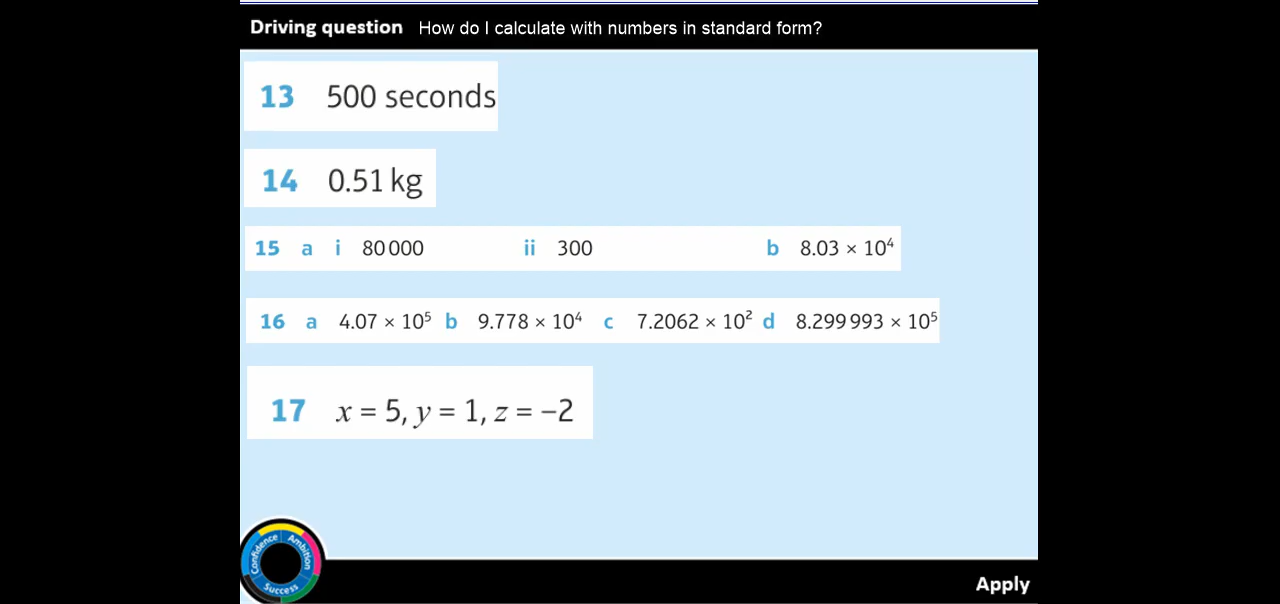 Driving question How do I calculate with numbers in standard form?
13 500 seconds
14 0.51 kg
15 a i 80 000 ii 300 b 8.03 × 10⁴
16 a 4.07 × 10⁵ b 9.778 × 10⁴ c 7.2062 × 10² d 8.299 993 × 10⁵
17 x = 5, y = 1, z = −2
Confidence Ambition Success
Apply